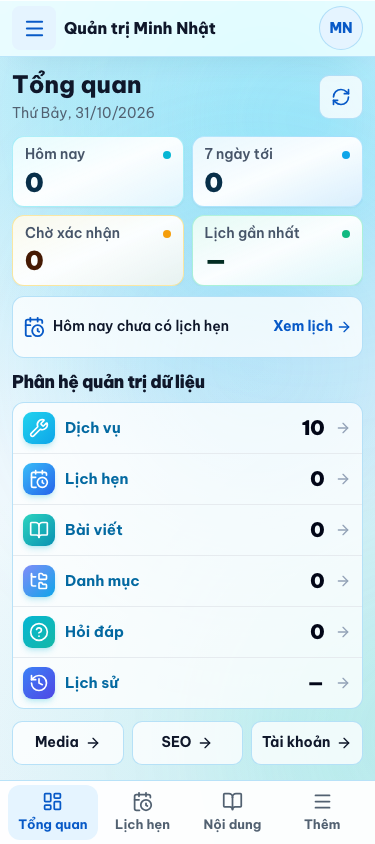 Quản trị Minh Nhật
MN
Tổng quan
Thứ Bảy, 31/10/2026
Hôm nay
0
7 ngày tới
0
Chờ xác nhận
0
Lịch gần nhất
—
Hôm nay chưa có lịch hẹn
Xem lịch →
Phân hệ quản trị dữ liệu
Dịch vụ 10 →
Lịch hẹn 0 →
Bài viết 0 →
Danh mục 0 →
Hỏi đáp 0 →
Lịch sử — →
Media →
SEO →
Tài khoản →
Tổng quan
Lịch hẹn
Nội dung
Thêm